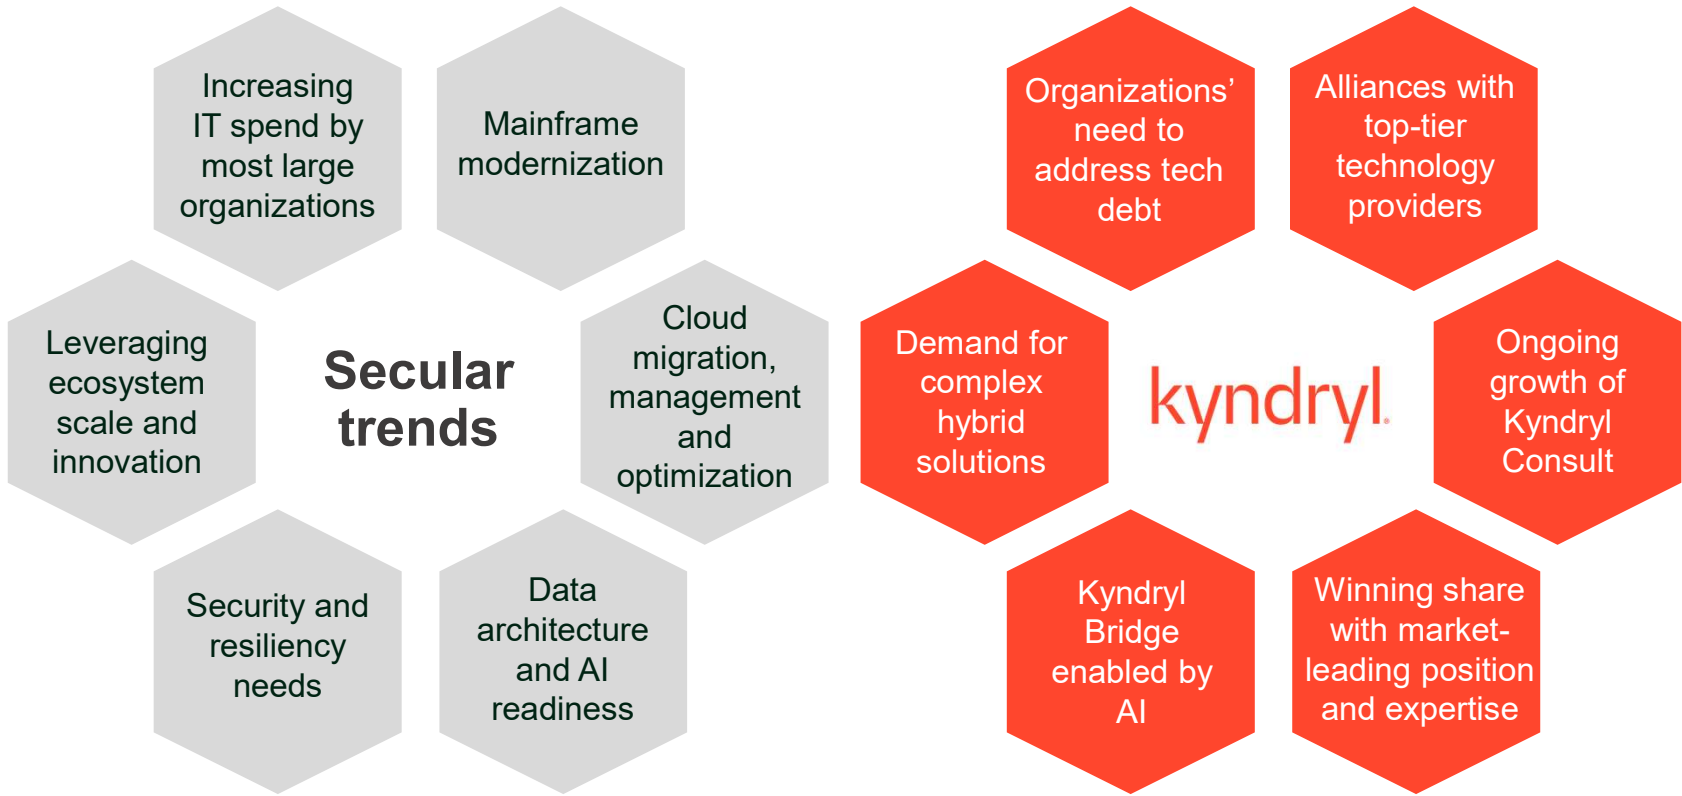 Increasing
IT spend by
most large
organizations
Mainframe
modernization
Leveraging
ecosystem
scale and
innovation
Secular
trends
Cloud
migration,
management
and
optimization
Security and
resiliency
needs
Data
architecture
and AI
readiness
Organizations’
need to
address tech
debt
Alliances with
top-tier
technology
providers
Demand for
complex
hybrid
solutions
kyndryl
Ongoing
growth of
Kyndryl
Consult
Kyndryl
Bridge
enabled by
AI
Winning share
with market-
leading position
and expertise